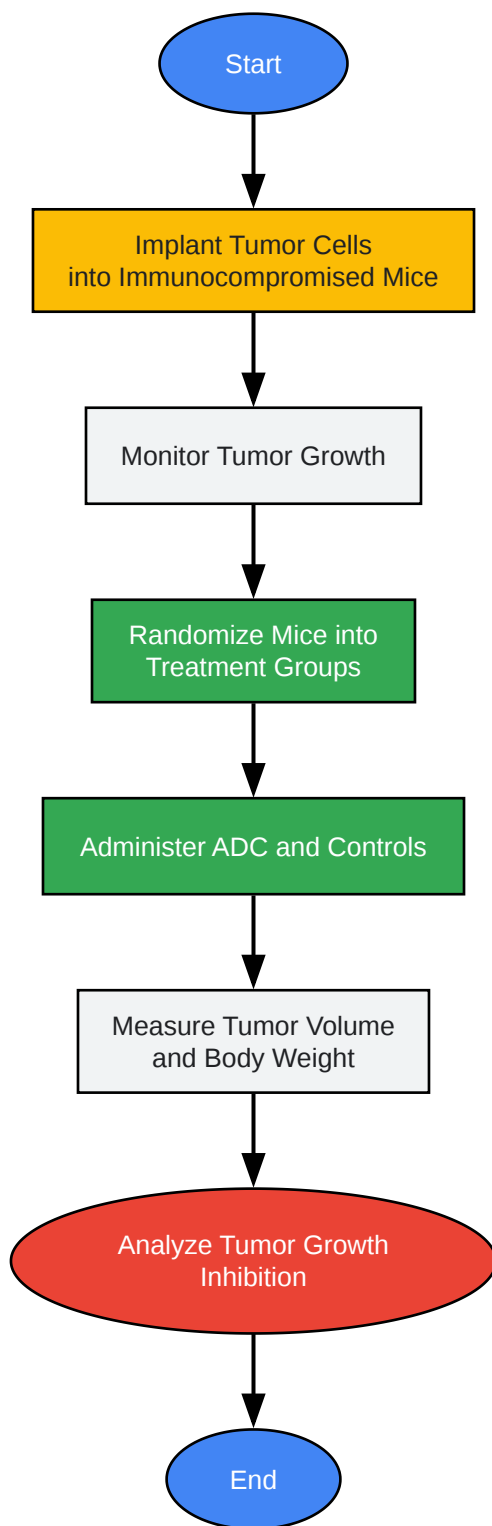 Start
Implant Tumor Cells
into Immunocompromised Mice
Monitor Tumor Growth
Randomize Mice into
Treatment Groups
Administer ADC and Controls
Measure Tumor Volume
and Body Weight
Analyze Tumor Growth
Inhibition
End